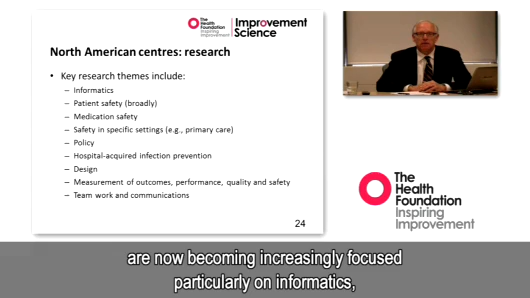 The
Health
Foundation
Inspiring
Improvement
Improvement
Science
North American centres: research
• Key research themes include:
– Informatics
– Patient safety (broadly)
– Medication safety
– Safety in specific settings (e.g., primary care)
– Policy
– Hospital-acquired infection prevention
– Design
– Measurement of outcomes, performance, quality and safety
– Team work and communications
24
The
Health
Foundation
Inspiring
Improvement
are now becoming increasingly focused
particularly on informatics,